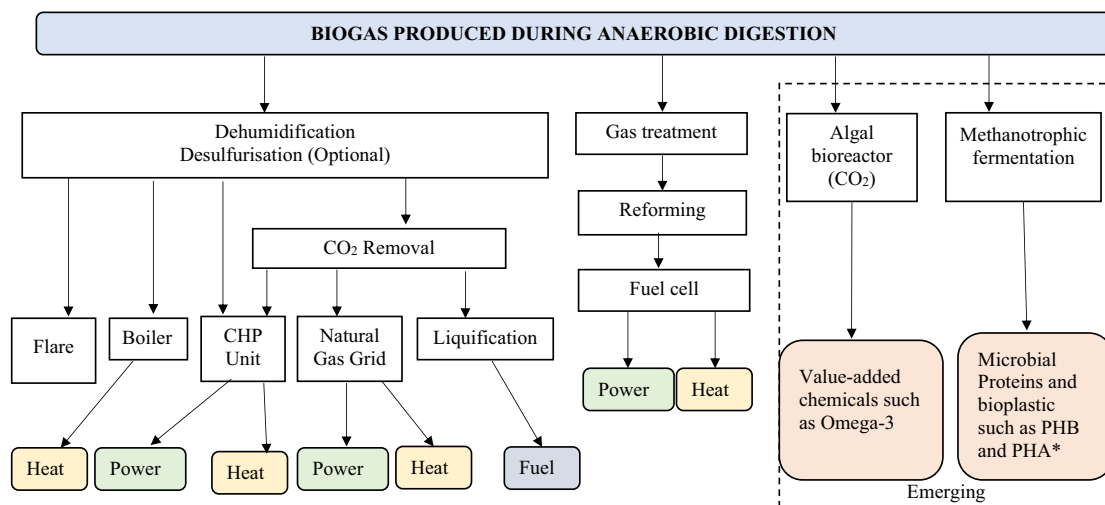 BIOGAS PRODUCED DURING ANAEROBIC DIGESTION
Dehumidification
Desulfurisation (Optional)
Gas treatment
Algal
bioreactor
(CO₂)
Methanotrophic
fermentation
Reforming
CO₂ Removal
Fuel cell
Flare
Boiler
CHP
Unit
Natural
Gas Grid
Liquification
Power
Heat
Value-added
chemicals such
as Omega-3
Microbial
Proteins and
bioplastic
such as PHB
and PHA*
Heat
Power
Heat
Power
Heat
Fuel
Emerging